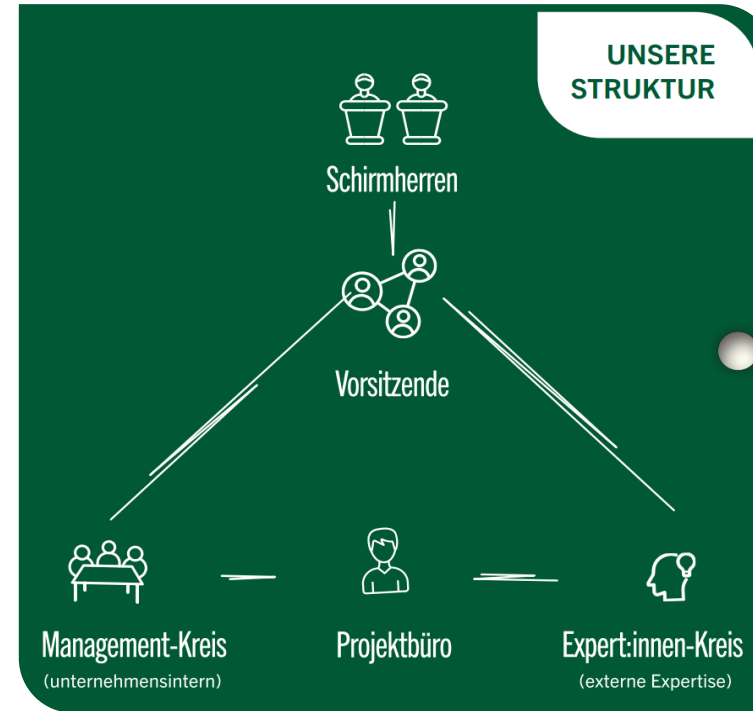 UNSERE
STRUKTUR
Schirmherren
Vorsitzende
Management-Kreis
(unternehmensintern)
Projektbüro
Expert:innen-Kreis
(externe Expertise)